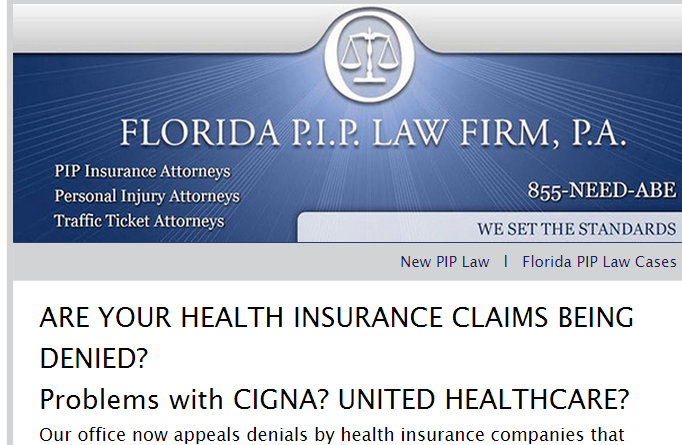 FLORIDA P.I.P. LAW FIRM, P.A.
PIP Insurance Attorneys
Personal Injury Attorneys
Traffic Ticket Attorneys
855-NEED-ABE
WE SET THE STANDARDS
New PIP Law | Florida PIP Law Cases
ARE YOUR HEALTH INSURANCE CLAIMS BEING
DENIED?
Problems with CIGNA? UNITED HEALTHCARE?
Our office now appeals denials by health insurance companies that